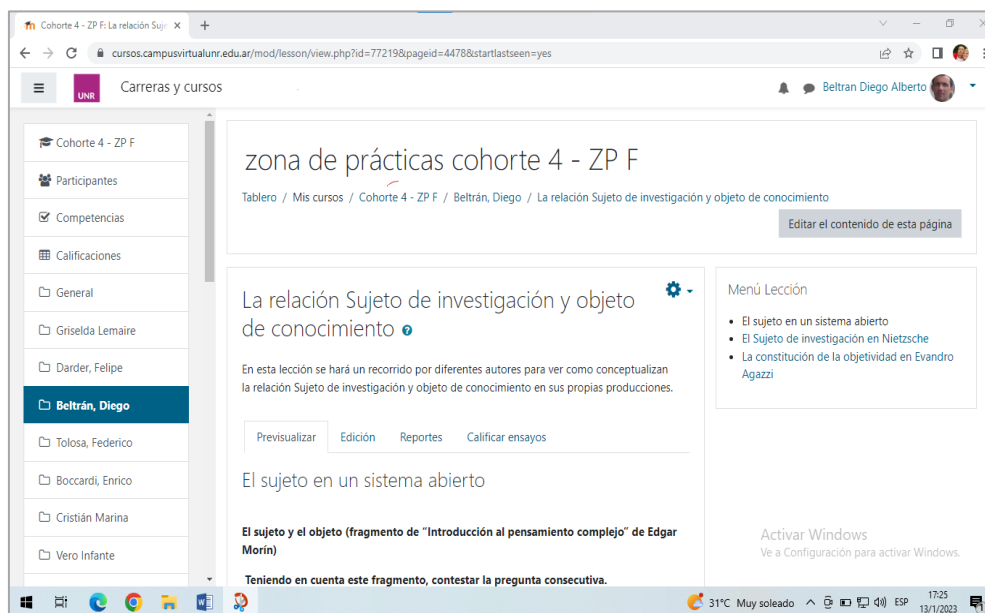 Cohorte 4 - ZP F: La relación Suje
cursos.campusvirtualunr.edu.ar/mod/lesson/view.php?id=77219&pageid=4478&startlastseen=yes
UNR
Carreras y cursos
Beltran Diego Alberto
Cohorte 4 - ZP F
Participantes
Competencias
Calificaciones
General
Griselda Lemaire
Darder, Felipe
Beltrán, Diego
Tolosa, Federico
Boccardi, Enrico
Cristián Marina
Vero Infante
zona de prácticas cohorte 4 - ZP F
Tablero / Mis cursos / Cohorte 4 - ZP F / Beltrán, Diego / La relación Sujeto de investigación y objeto de conocimiento
Editar el contenido de esta página
La relación Sujeto de investigación y objeto
de conocimiento
En esta lección se hará un recorrido por diferentes autores para ver como conceptualizan
la relación Sujeto de investigación y objeto de conocimiento en sus propias producciones.
Previsualizar Edición Reportes Calificar ensayos
El sujeto en un sistema abierto
El sujeto y el objeto (fragmento de "Introducción al pensamiento complejo" de Edgar
Morín)
Teniendo en cuenta este fragmento, contestar la pregunta consecutiva.
Menú Lección
El sujeto en un sistema abierto
El Sujeto de investigación en Nietzsche
La constitución de la objetividad en Evandro
Agazzi
Activar Windows
Ve a Configuración para activar Windows.
31°C Muy soleado
ESP
17:25
13/1/2023